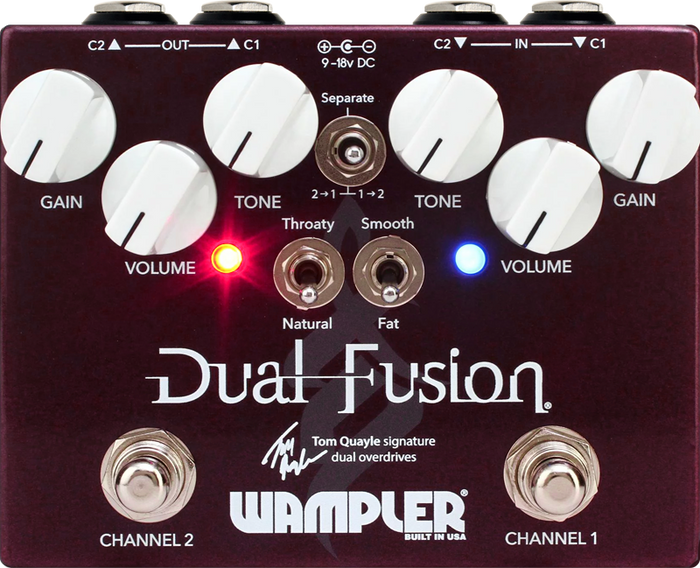 C2 ▲ OUT ▲ C1
9-18v DC
C2 ▼ IN ▼ C1
Separate
2→1 1→2
GAIN
TONE
TONE
GAIN
VOLUME
Throaty
Smooth
VOLUME
Natural
Fat
Dual Fusion®
Tom Quayle signature
dual overdrives
WAMPLER®
BUILT IN USA
CHANNEL 2
CHANNEL 1